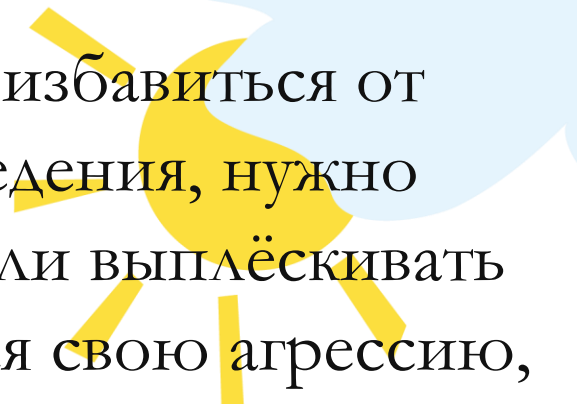 избавиться от
едения, нужно
ли выплёскивать
я свою агрессию,